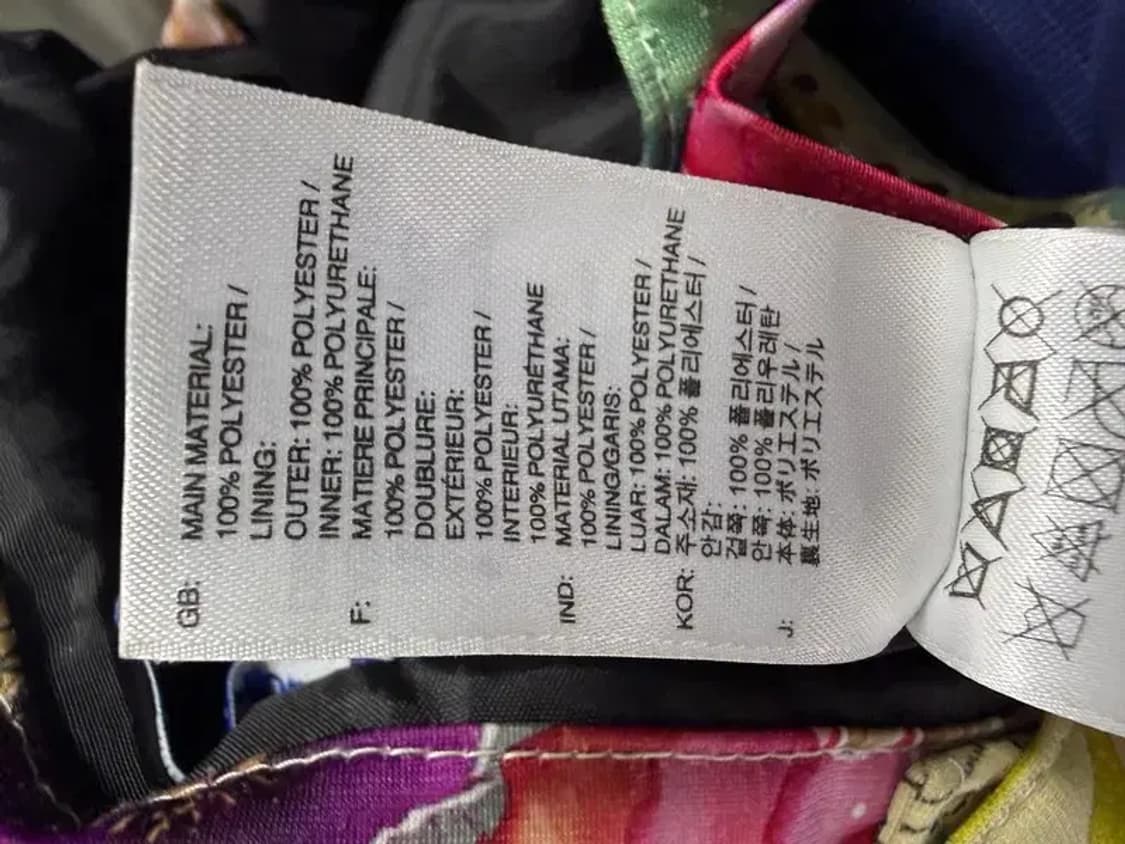 GB: MAIN MATERIAL:
100% POLYESTER /
LINING:
OUTER: 100% POLYESTER /
INNER: 100% POLYURETHANE
F: MATIERE PRINCIPALE:
100% POLYESTER /
DOUBLURE:
EXTÉRIEUR:
100% POLYESTER /
INTERIEUR:
100% POLYURÉTHANE
IND: MATERIAL UTAMA:
100% POLYESTER /
LINING/GARIS:
LUAR: 100% POLYESTER /
DALAM: 100% POLYURETHANE
KOR: 주소재: 100% 폴리에스터 /
안감:
겉쪽: 100% 폴리에스터 /
안쪽: 100% 폴리우레탄
J: 本体: ポリエステル /
裏生地: ポリエステル